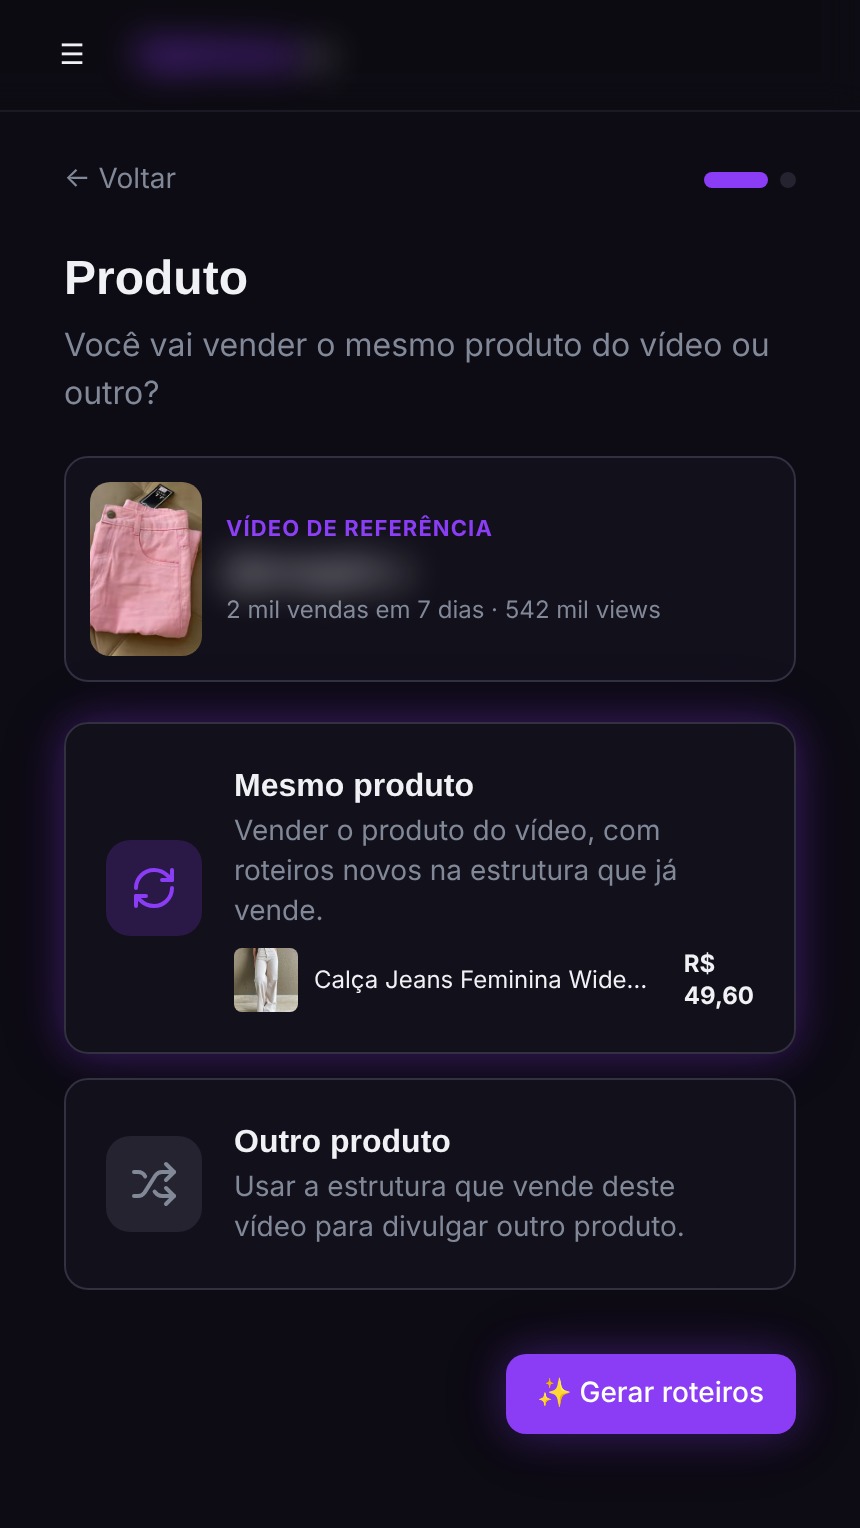 ← Voltar
Produto
Você vai vender o mesmo produto do vídeo ou
outro?
VÍDEO DE REFERÊNCIA
2 mil vendas em 7 dias · 542 mil views
Mesmo produto
Vender o produto do vídeo, com
roteiros novos na estrutura que já
vende.
Calça Jeans Feminina Wide...
R$
49,60
Outro produto
Usar a estrutura que vende deste
vídeo para divulgar outro produto.
✨ Gerar roteiros